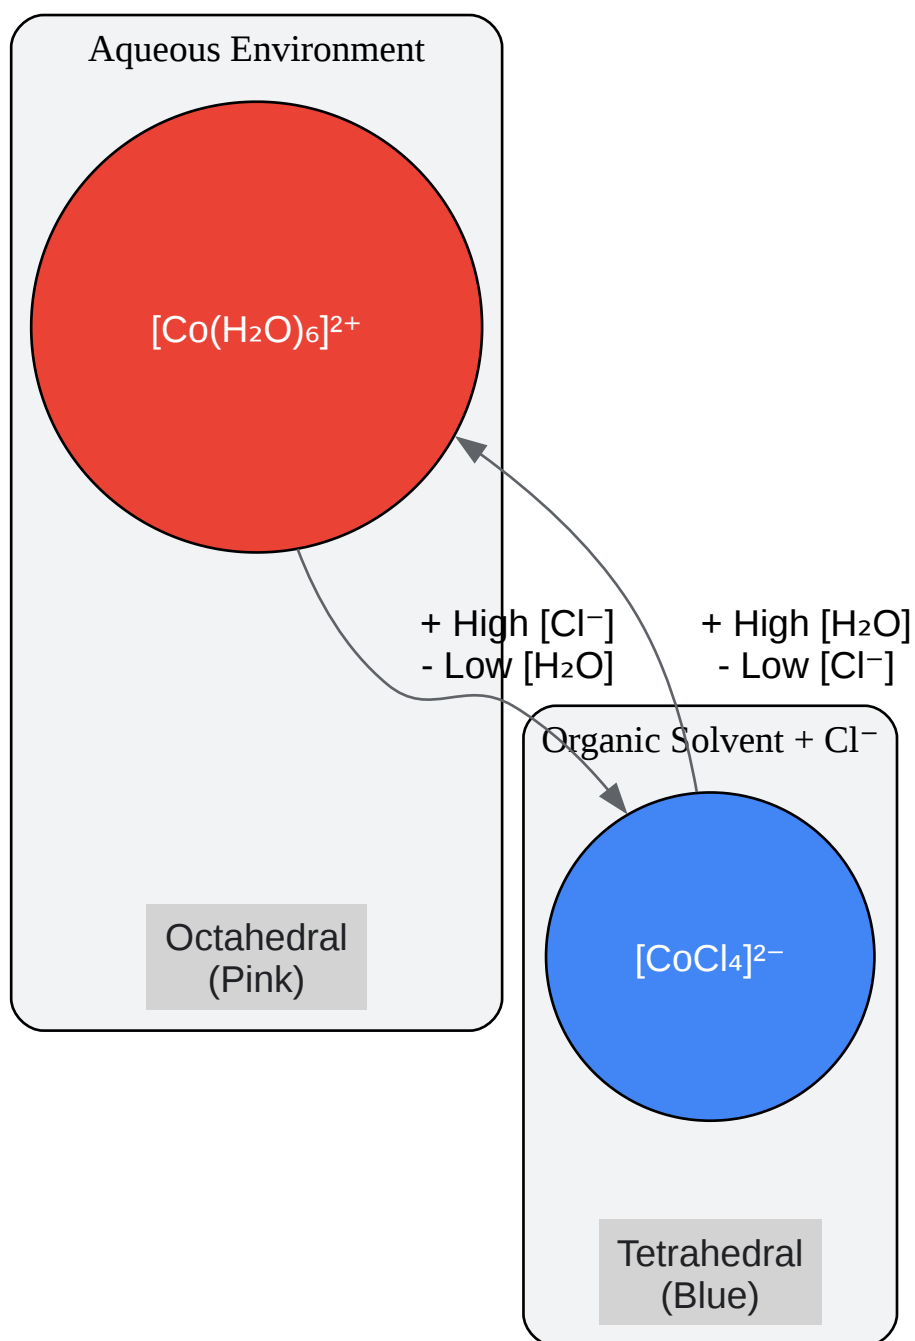 Aqueous Environment
[Co(H₂O)₆]²⁺
+ High [Cl⁻]
- Low [H₂O]
+ High [H₂O]
- Low [Cl⁻]
Organic Solvent + Cl⁻
Octahedral
(Pink)
[CoCl₄]²⁻
Tetrahedral
(Blue)